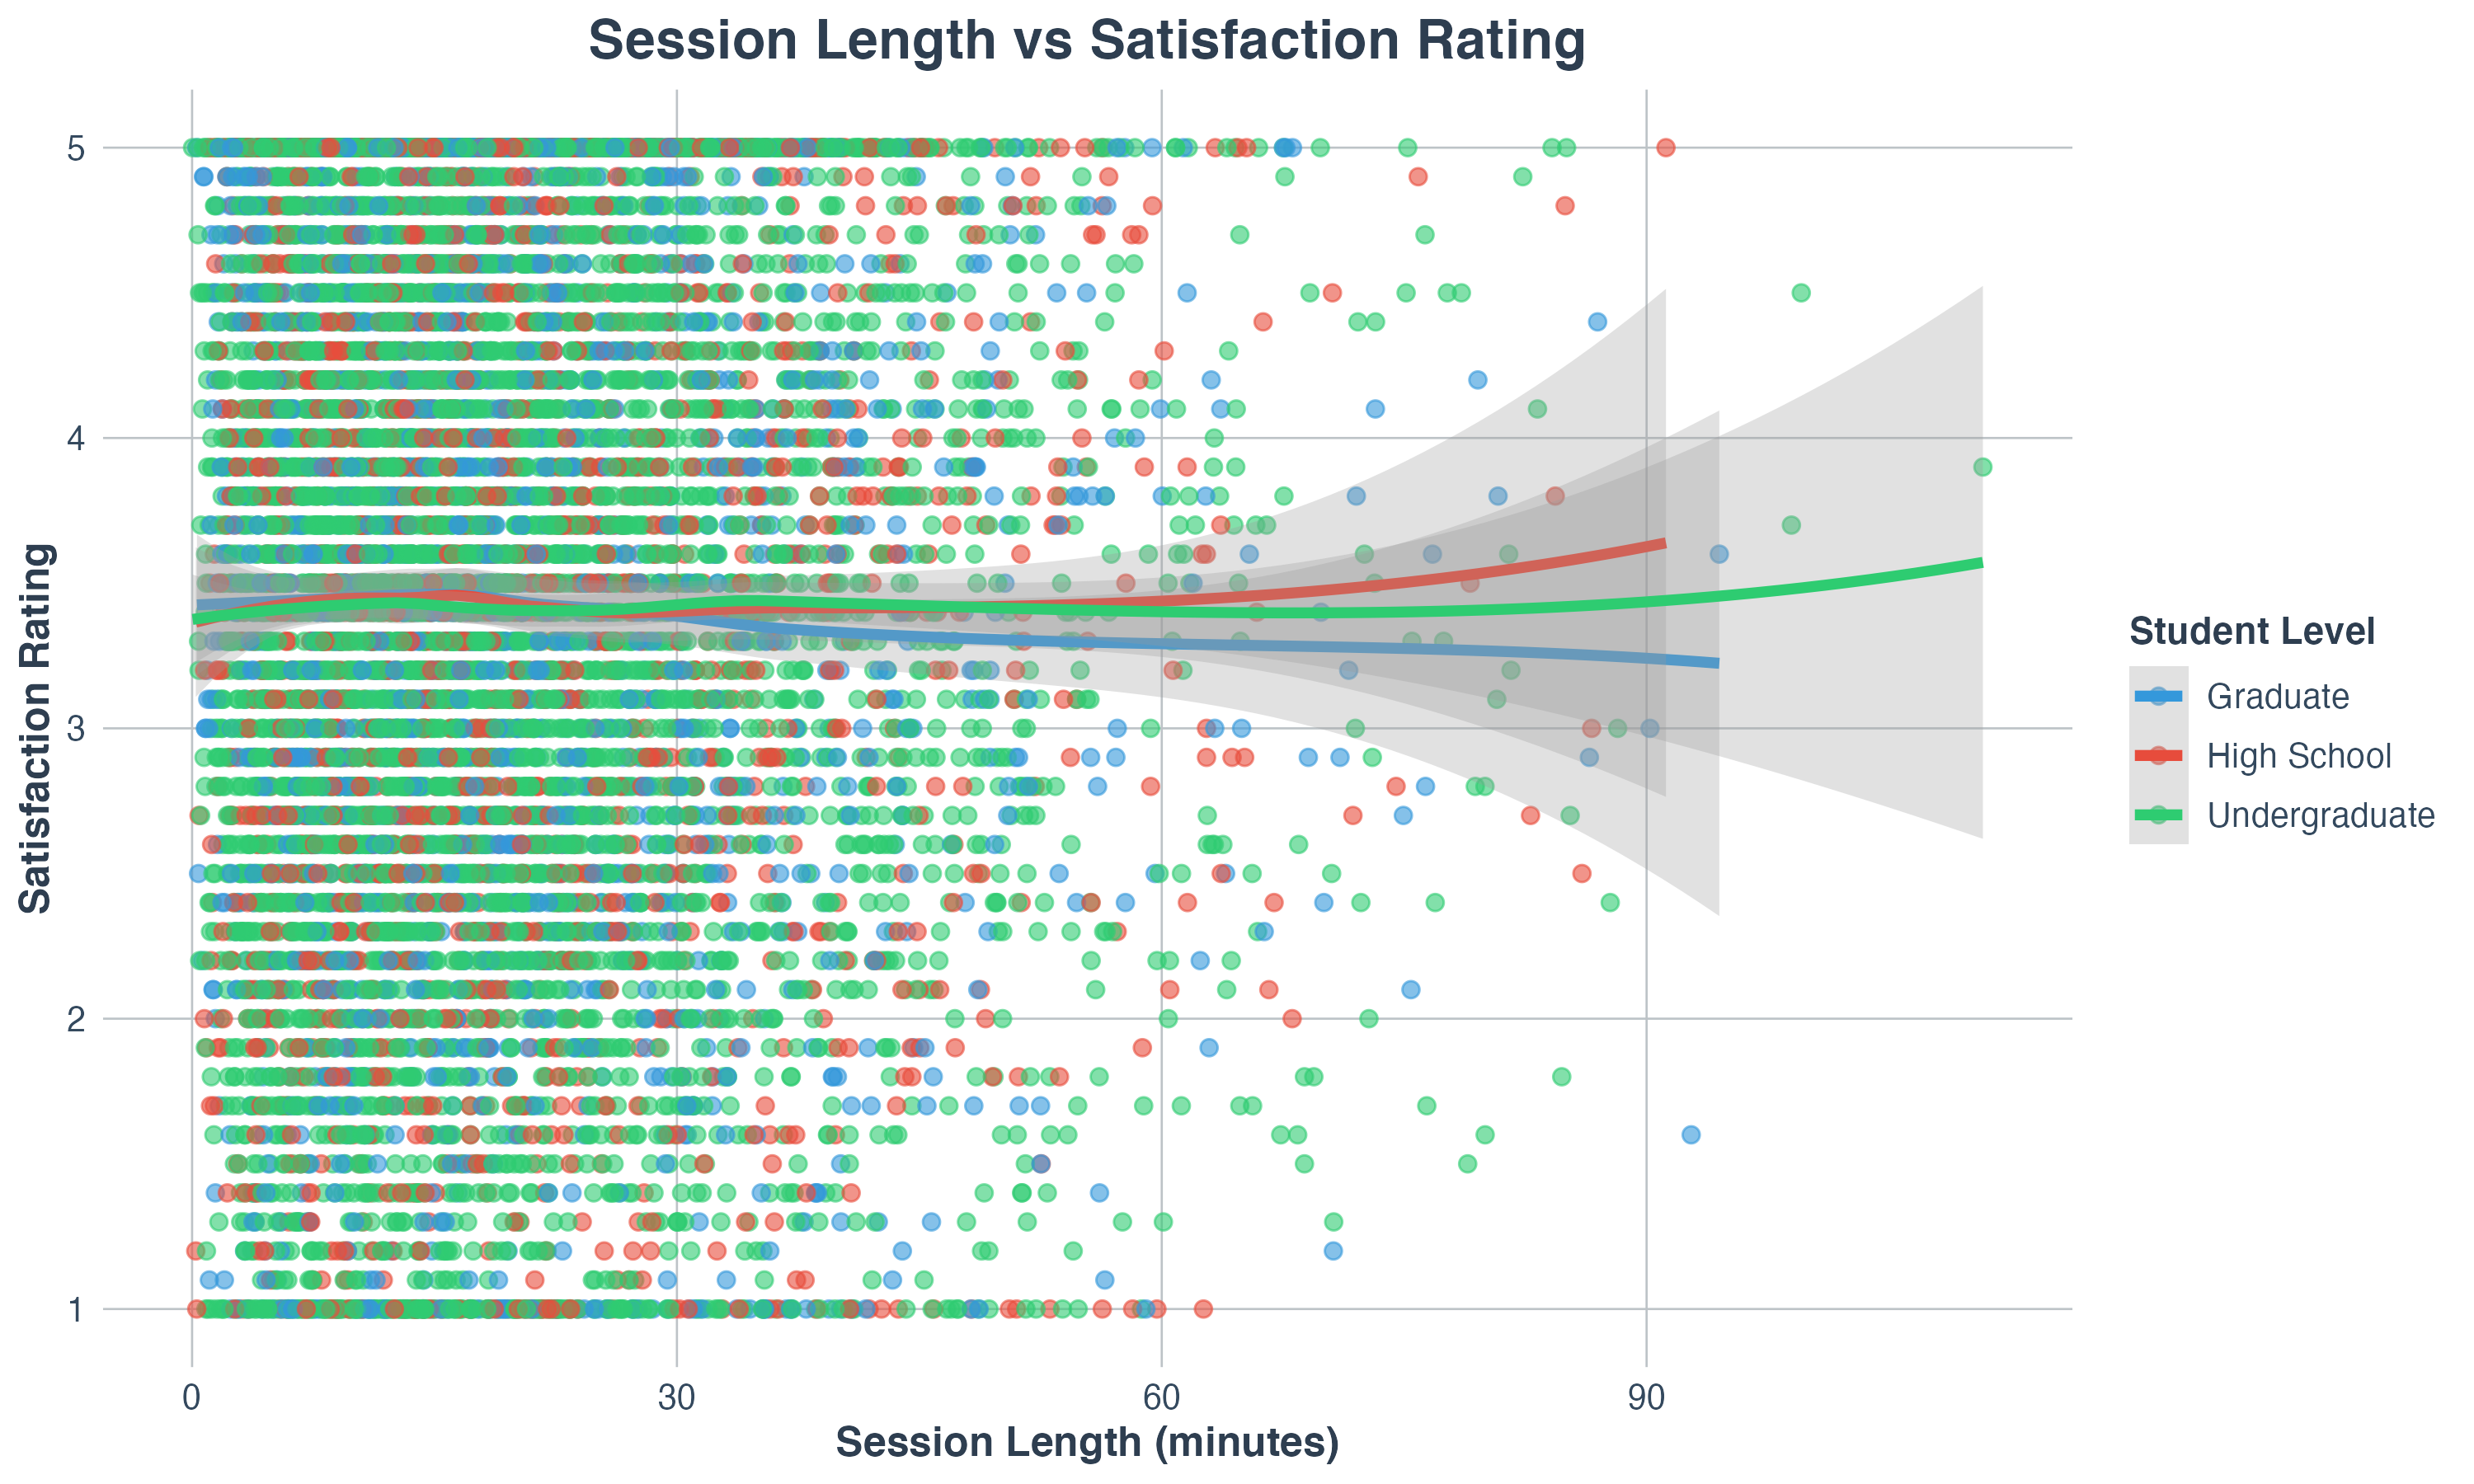 Session Length vs Satisfaction Rating
Satisfaction Rating
5
4
3
2
1
0
30
60
90
Session Length (minutes)
Student Level
Graduate
High School
Undergraduate